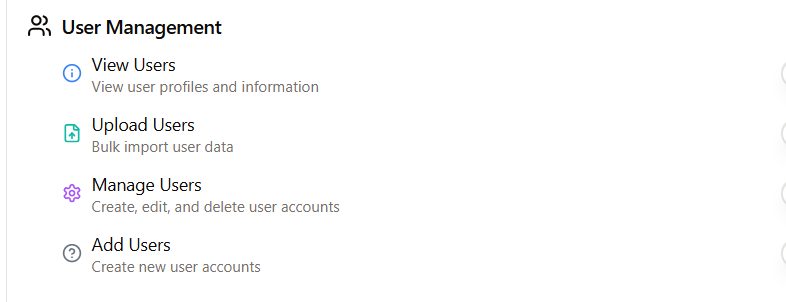 User Management
View Users
View user profiles and information
Upload Users
Bulk import user data
Manage Users
Create, edit, and delete user accounts
Add Users
Create new user accounts